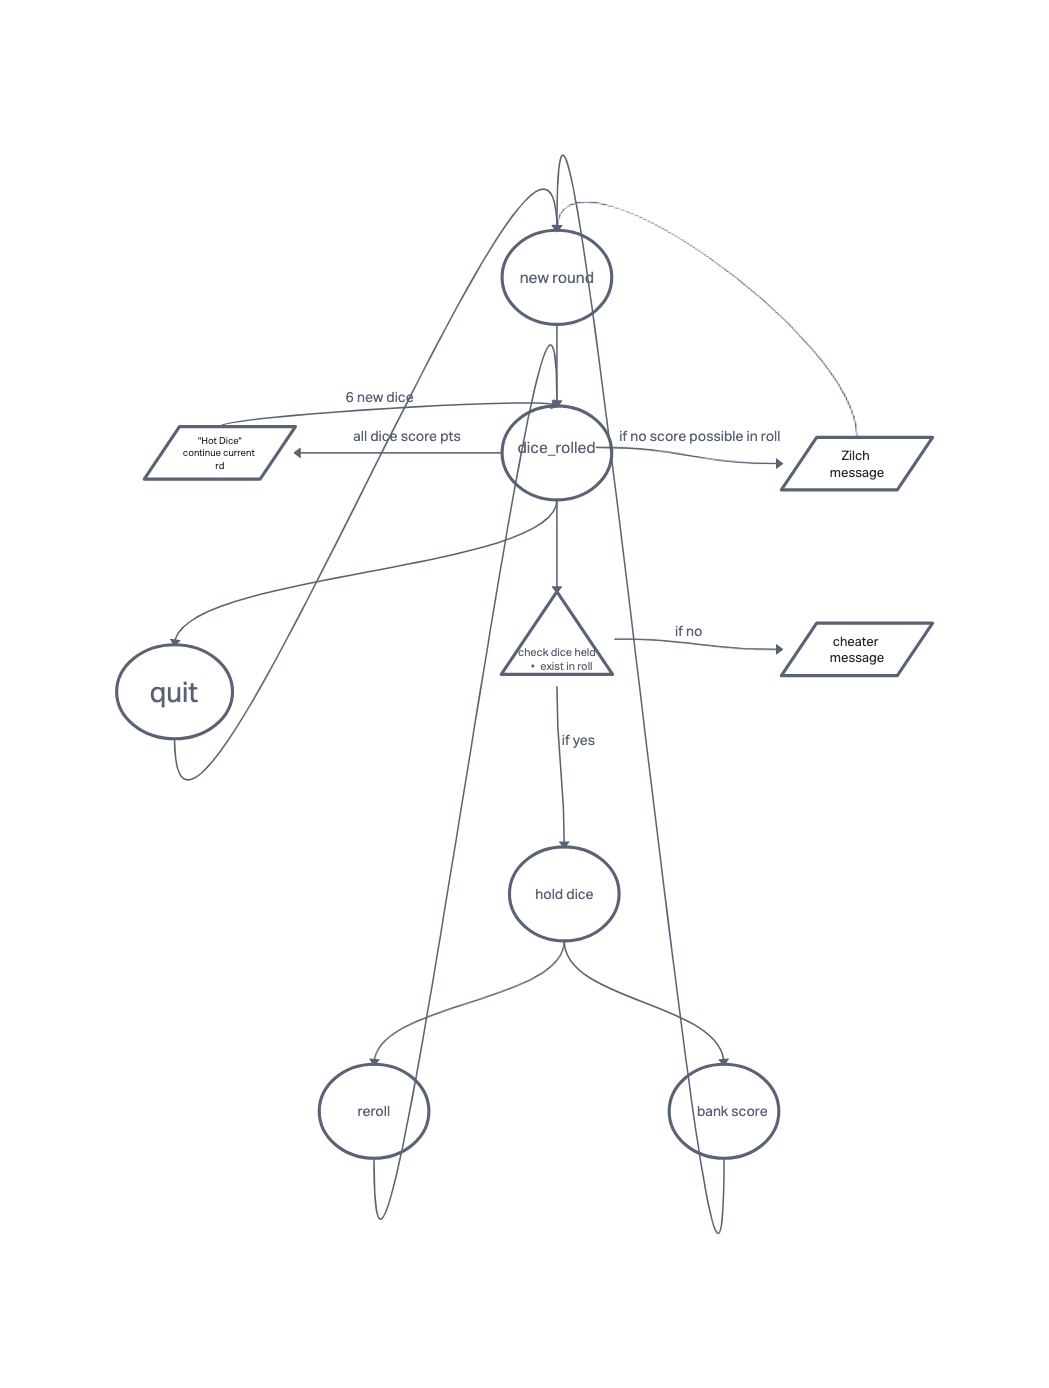 new round
6 new dice
"Hot Dice"
continue current
rd
all dice score pts
dice_rolled
if no score possible in roll
Zilch
message
check dice held
• exist in roll
if no
cheater
message
quit
if yes
hold dice
reroll
bank score